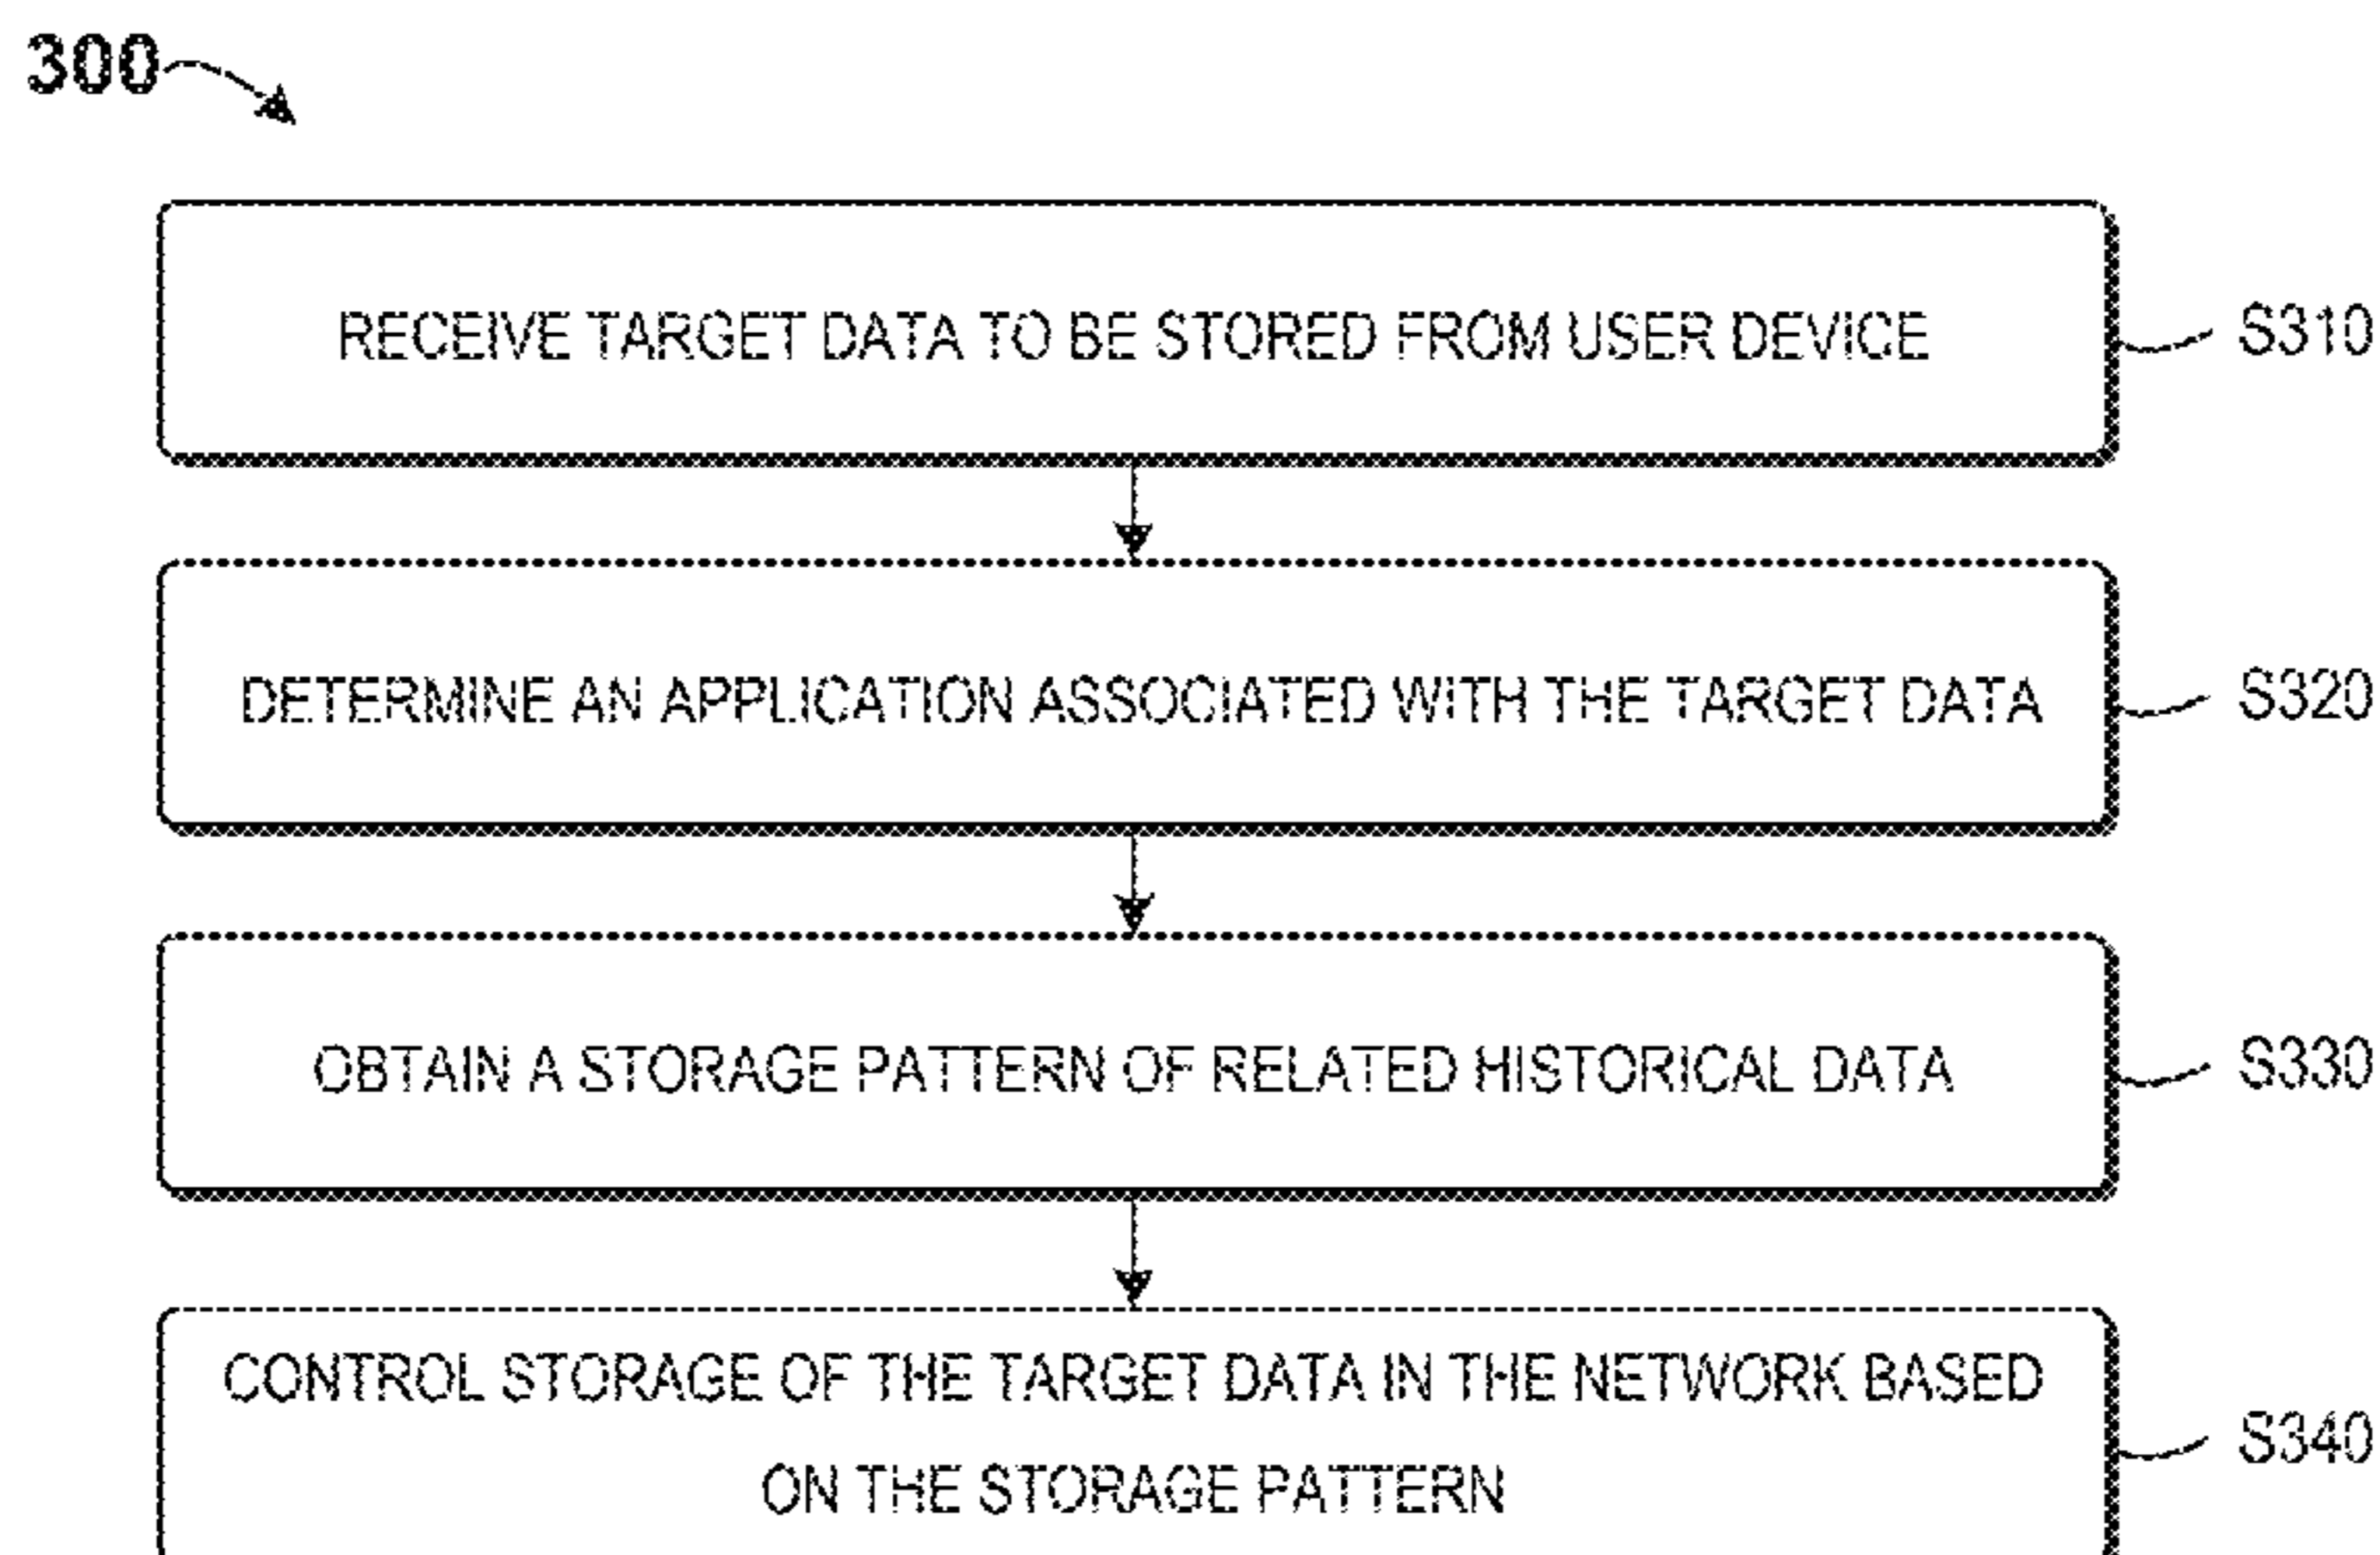 300
RECEIVE TARGET DATA TO BE STORED FROM USER DEVICE
S310
DETERMINE AN APPLICATION ASSOCIATED WITH THE TARGET DATA
S320
OBTAIN A STORAGE PATTERN OF RELATED HISTORICAL DATA
S330
CONTROL STORAGE OF THE TARGET DATA IN THE NETWORK BASED
ON THE STORAGE PATTERN
S340